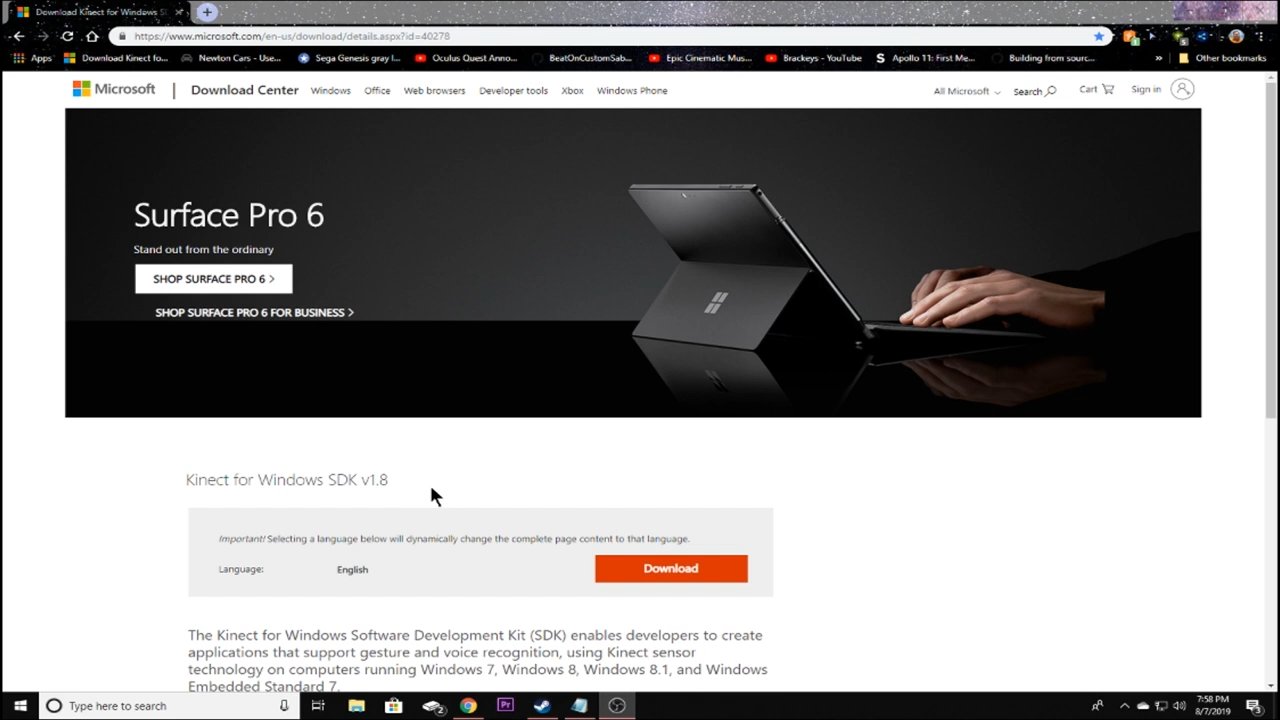 Download Kinect for Windows S
https://www.microsoft.com/en-us/download/details.aspx?id=40278
Apps Download Kinect fo... Newton Cars - Use... Sega Genesis gray l... Oculus Quest Anno... BeatOnCustomSab... Epic Cinematic Mus... Brackeys - YouTube Apollo 11: First Me... Building from sourc... » Other bookmarks
Microsoft | Download Center Windows Office Web browsers Developer tools Xbox Windows Phone All Microsoft Search Cart Sign in
Surface Pro 6
Stand out from the ordinary
SHOP SURFACE PRO 6 >
SHOP SURFACE PRO 6 FOR BUSINESS >
Kinect for Windows SDK v1.8
Important! Selecting a language below will dynamically change the complete page content to that language.
Language: English Download
The Kinect for Windows Software Development Kit (SDK) enables developers to create
applications that support gesture and voice recognition, using Kinect sensor
technology on computers running Windows 7, Windows 8, Windows 8.1, and Windows
Embedded Standard 7.
Type here to search 2 Pr 7:58 PM
8/7/2019 3